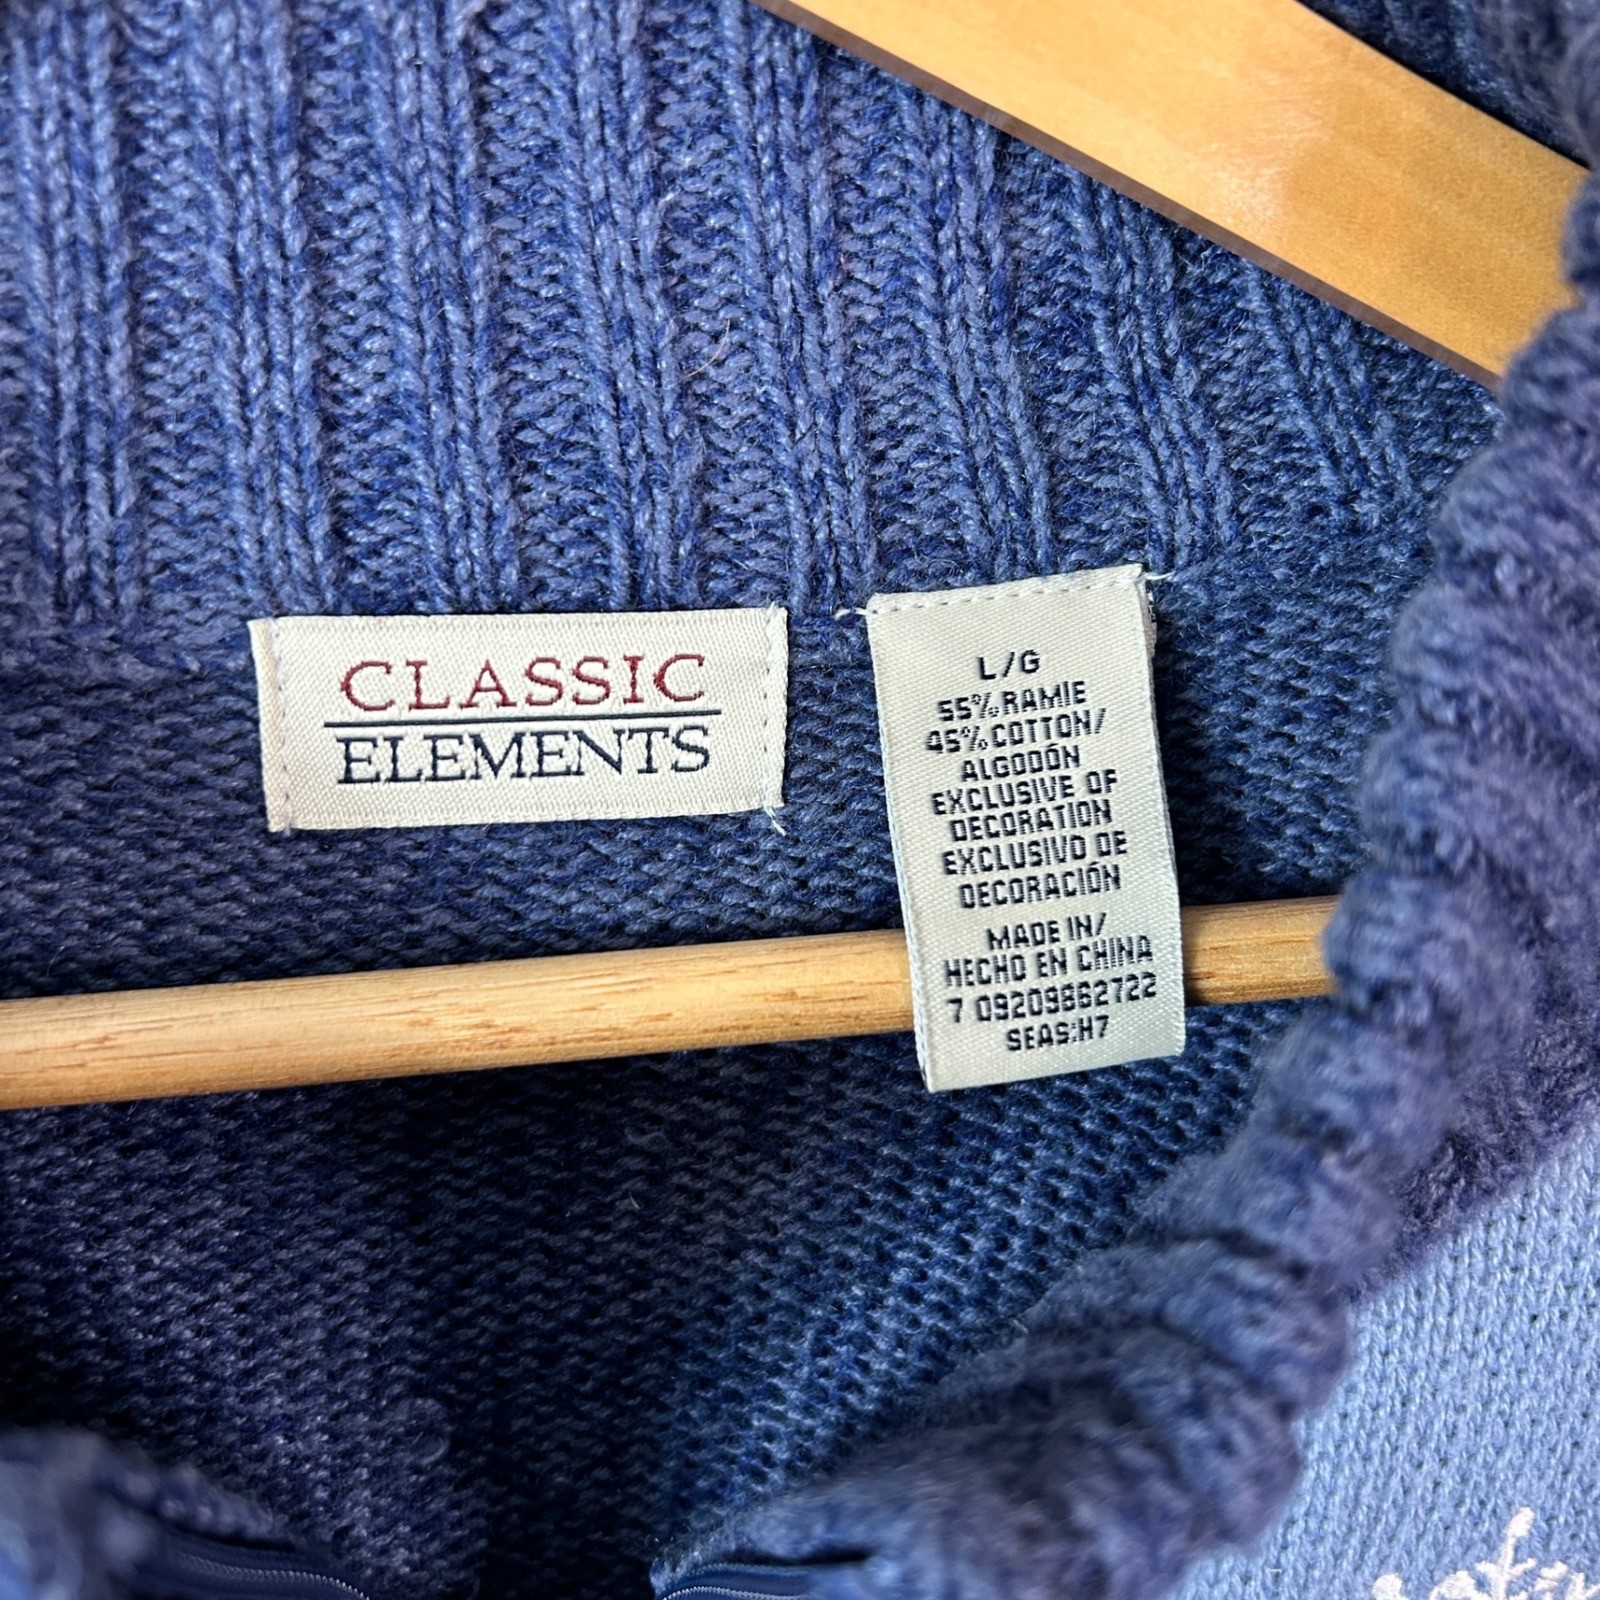 CLASSIC
ELEMENTS
L/G
55% RAMIE
45% COTTON/
ALGODÓN
EXCLUSIVE OF
DECORATION
EXCLUSIVO DE
DECORACIÓN
MADE IN/
HECHO EN CHINA
7 09209862722
SEAS:H7